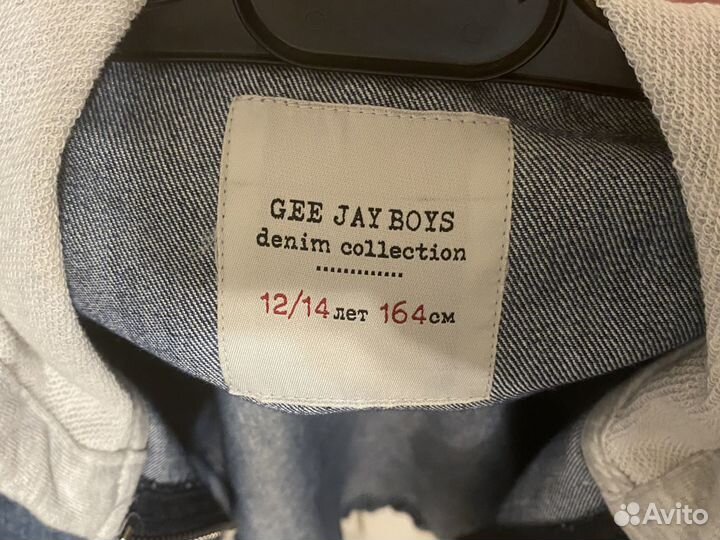 GEE JAY BOYS
denim collection
12/14 лет 164 см
Avito